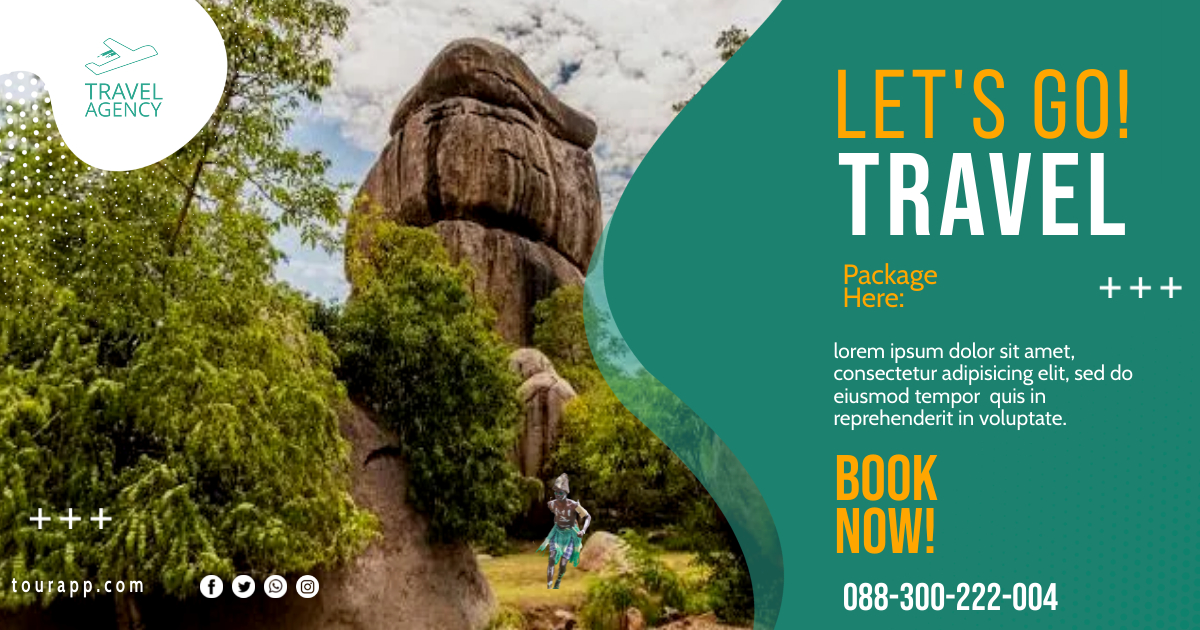 TRAVEL
AGENCY
LET'S GO!
TRAVEL
Package
Here:
lorem ipsum dolor sit amet,
consectetur adipisicing elit, sed do
eiusmod tempor  quis in
reprehenderit in voluptate.
BOOK
NOW!
088-300-222-004
tourapp.com